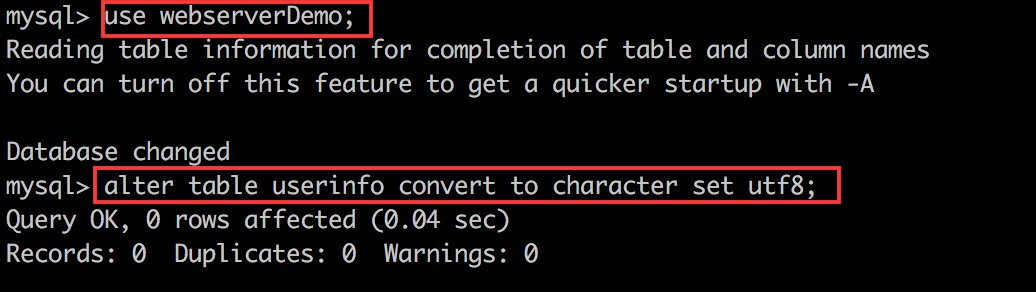 mysql> use webserverDemo;
Reading table information for completion of table and column names
You can turn off this feature to get a quicker startup with -A
Database changed
mysql> alter table userinfo convert to character set utf8;
Query OK, 0 rows affected (0.04 sec)
Records: 0  Duplicates: 0  Warnings: 0